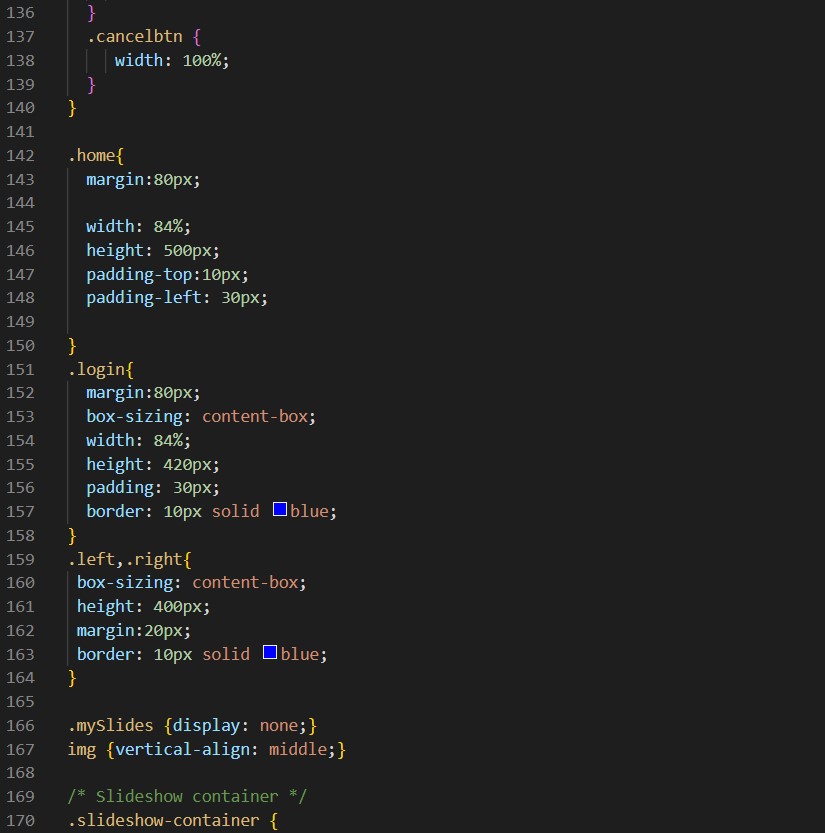 136 }
137 .cancelbtn {
138 width: 100%;
139 }
140 }
141
142 .home{
143 margin:80px;
144
145 width: 84%;
146 height: 500px;
147 padding-top:10px;
148 padding-left: 30px;
149
150 }
151 .login{
152 margin:80px;
153 box-sizing: content-box;
154 width: 84%;
155 height: 420px;
156 padding: 30px;
157 border: 10px solid blue;
158 }
159 .left,.right{
160 box-sizing: content-box;
161 height: 400px;
162 margin:20px;
163 border: 10px solid blue;
164 }
165
166 .mySlides {display: none;}
167 img {vertical-align: middle;}
168
169 /* Slideshow container */
170 .slideshow-container {